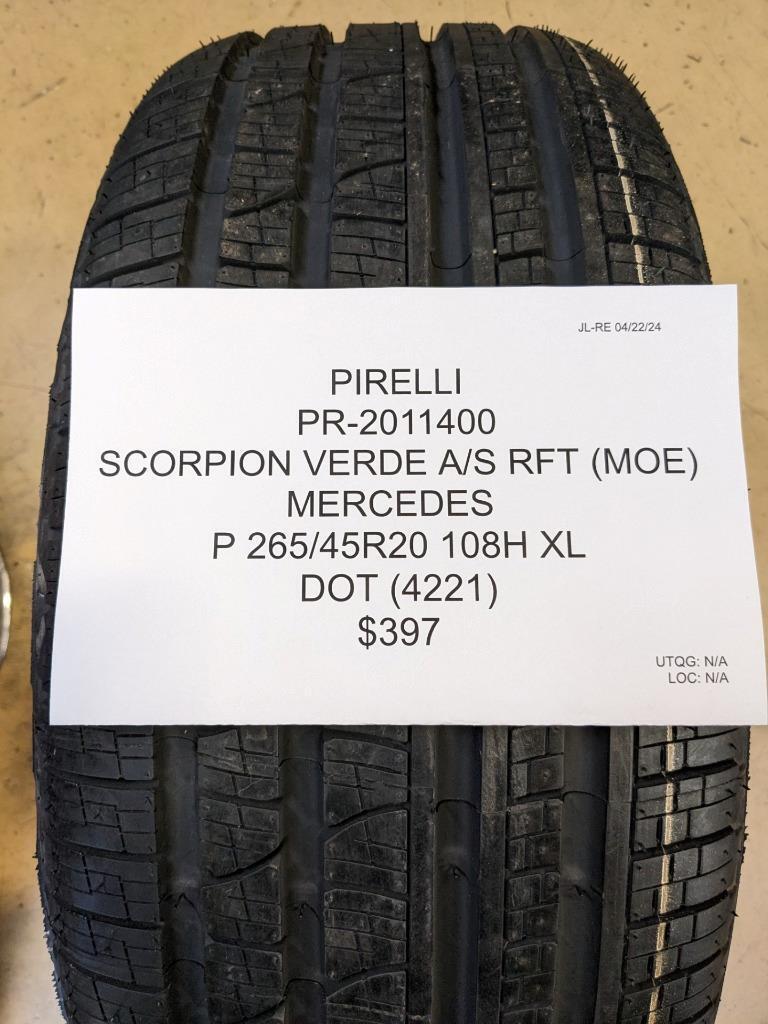 JL-RE 04/22/24
PIRELLI
PR-2011400
SCORPION VERDE A/S RFT (MOE)
MERCEDES
P 265/45R20 108H XL
DOT (4221)
$397
UTQG: N/A
LOC: N/A